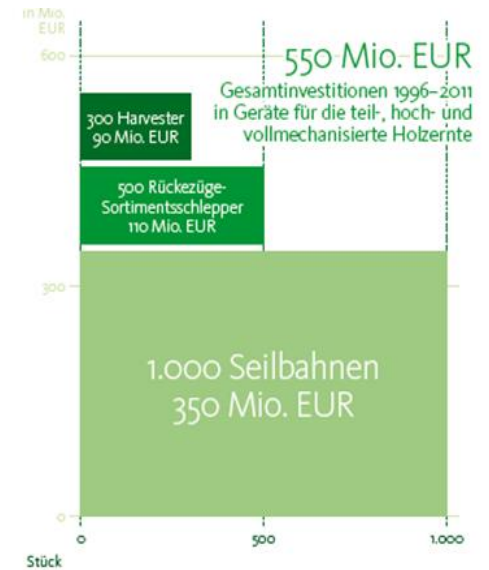 in Mio.
EUR
600
550 Mio. EUR
Gesamtinvestitionen 1996–2011
in Geräte für die teil-, hoch- und
vollmechanisierte Holzernte
300 Harvester
90 Mio. EUR
500 Rückezüge-
Sortimentsschlepper
110 Mio. EUR
300
1.000 Seilbahnen
350 Mio. EUR
0
0
500
1.000
Stück